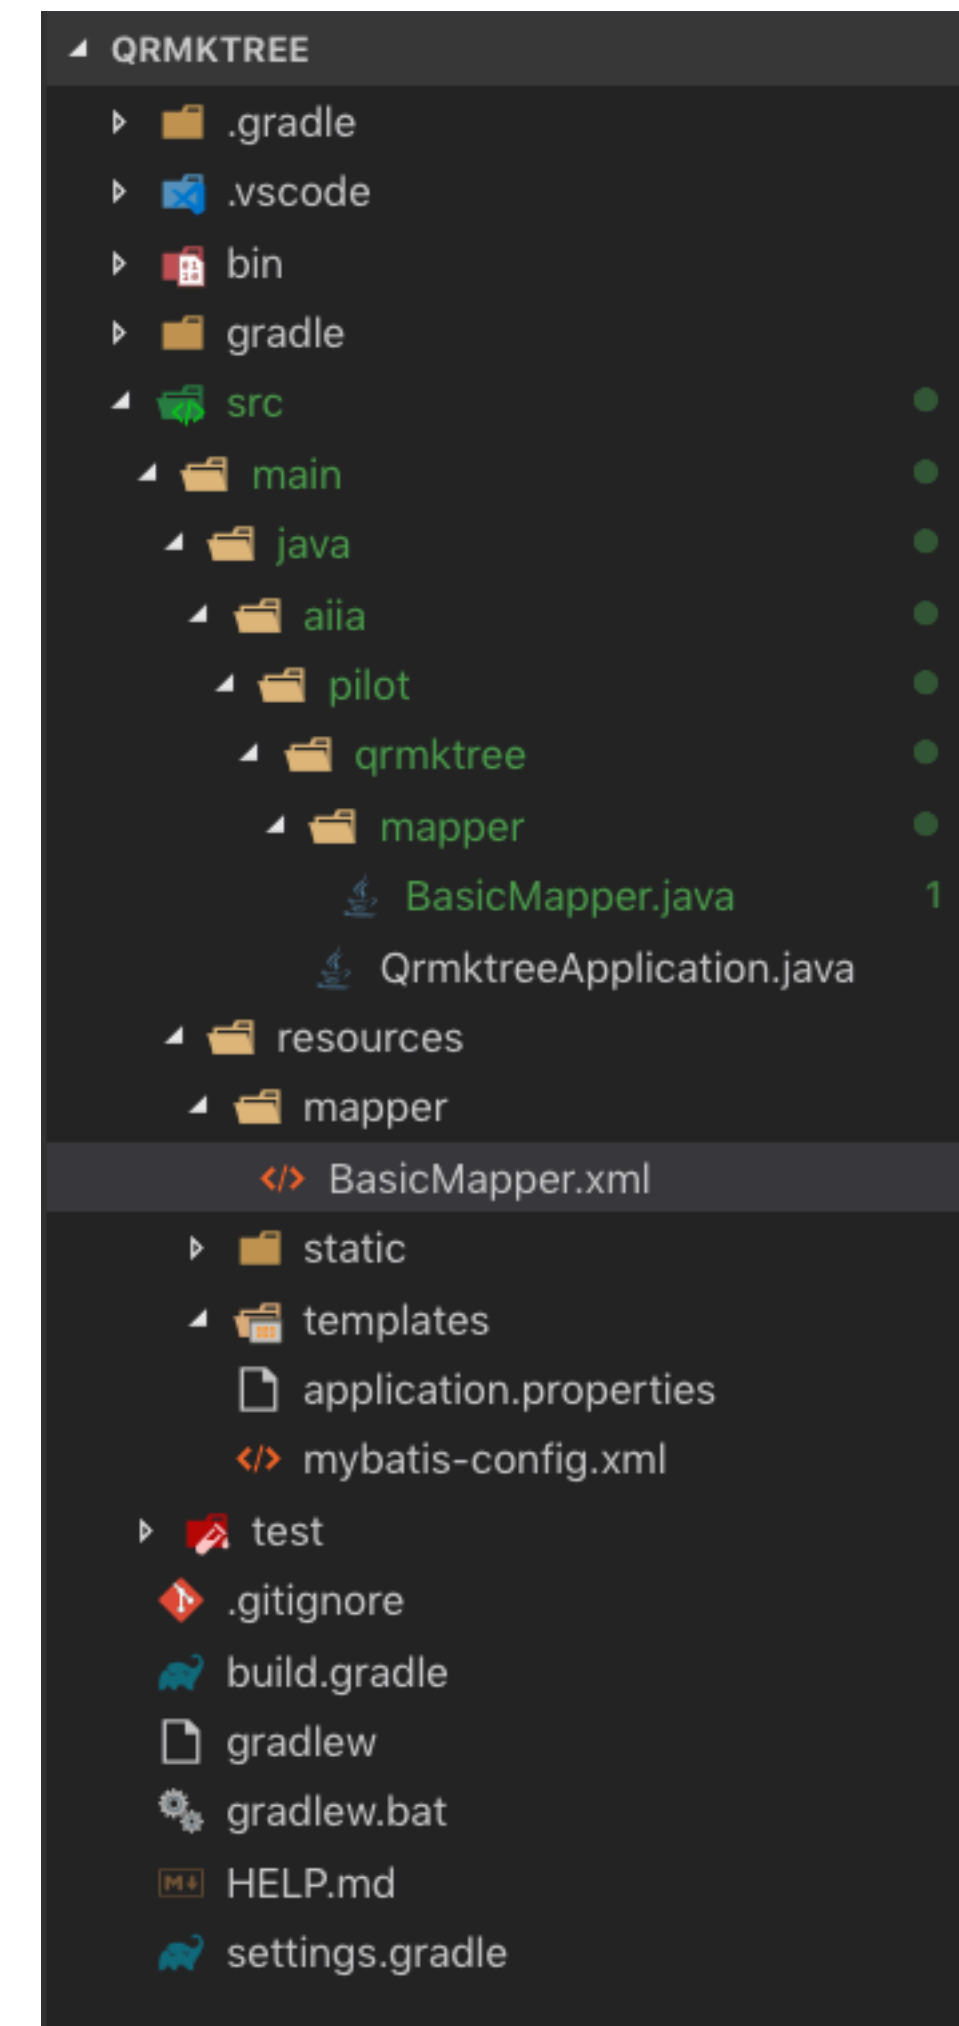 QRMKTREE
.gradle
.vscode
bin
gradle
src
main
java
aiia
pilot
qrmktree
mapper
BasicMapper.java 1
QrmktreeApplication.java
resources
mapper
BasicMapper.xml
static
templates
application.properties
mybatis-config.xml
test
.gitignore
build.gradle
gradlew
gradlew.bat
HELP.md
settings.gradle